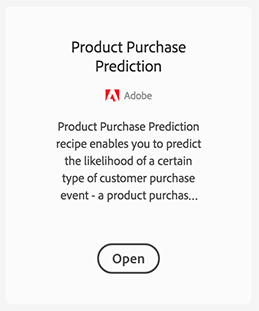 Product Purchase
Prediction
Adobe
Product Purchase Prediction
recipe enables you to predict
the likelihood of a certain
type of customer purchase
event - a product purchas...
Open